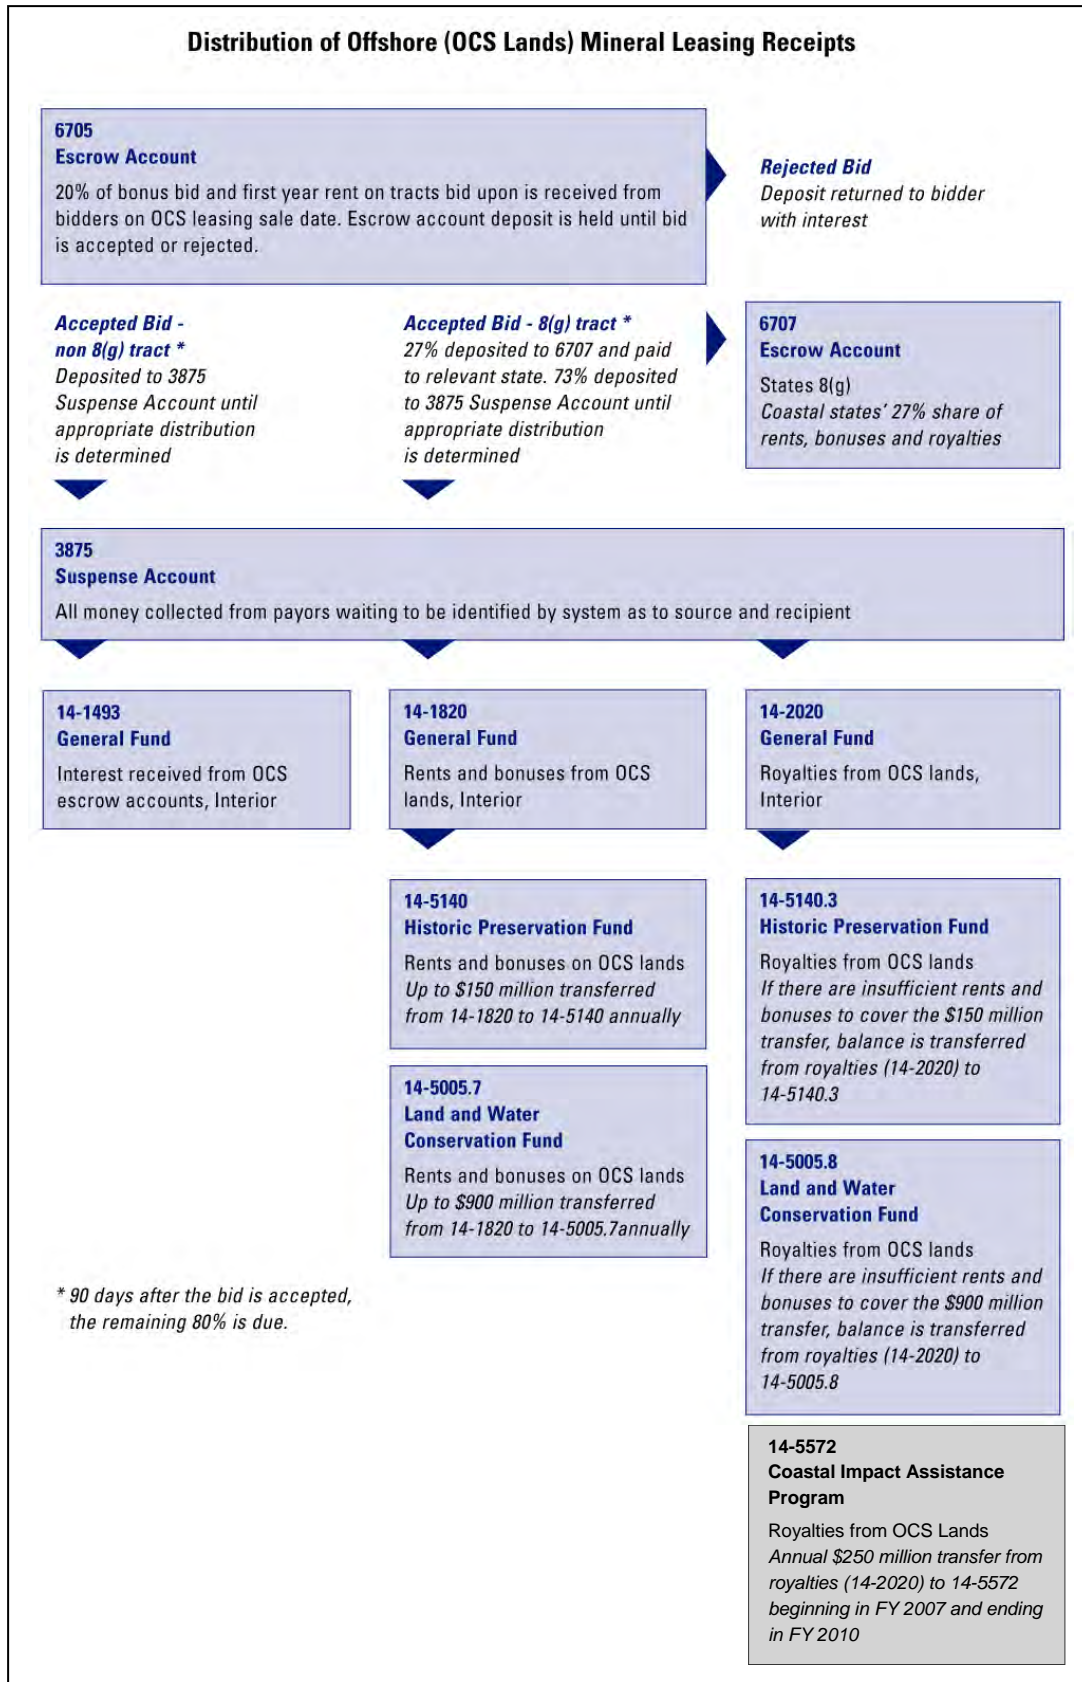 Distribution of Offshore (OCS Lands) Mineral Leasing Receipts
6705
Escrow Account
20% of bonus bid and first year rent on tracts bid upon is received from
bidders on OCS leasing sale date. Escrow account deposit is held until bid
is accepted or rejected.
Rejected Bid
Deposit returned to bidder
with interest
Accepted Bid -
non 8(g) tract *
Deposited to 3875
Suspense Account until
appropriate distribution
is determined
Accepted Bid - 8(g) tract *
27% deposited to 6707 and paid
to relevant state. 73% deposited
to 3875 Suspense Account until
appropriate distribution
is determined
6707
Escrow Account
States 8(g)
Coastal states' 27% share of
rents, bonuses and royalties
3875
Suspense Account
All money collected from payors waiting to be identified by system as to source and recipient
14-1493
General Fund
Interest received from OCS
escrow accounts, Interior
14-1820
General Fund
Rents and bonuses from OCS
lands, Interior
14-2020
General Fund
Royalties from OCS lands,
Interior
14-5140
Historic Preservation Fund
Rents and bonuses on OCS lands
Up to $150 million transferred
from 14-1820 to 14-5140 annually
14-5140.3
Historic Preservation Fund
Royalties from OCS lands
If there are insufficient rents and
bonuses to cover the $150 million
transfer, balance is transferred
from royalties (14-2020) to
14-5140.3
14-5005.7
Land and Water
Conservation Fund
Rents and bonuses on OCS lands
Up to $900 million transferred
from 14-1820 to 14-5005.7annually
14-5005.8
Land and Water
Conservation Fund
Royalties from OCS lands
If there are insufficient rents and
bonuses to cover the $900 million
transfer, balance is transferred
from royalties (14-2020) to
14-5005.8
* 90 days after the bid is accepted,
the remaining 80% is due.
14-5572
Coastal Impact Assistance
Program
Royalties from OCS Lands
Annual $250 million transfer from
royalties (14-2020) to 14-5572
beginning in FY 2007 and ending
in FY 2010